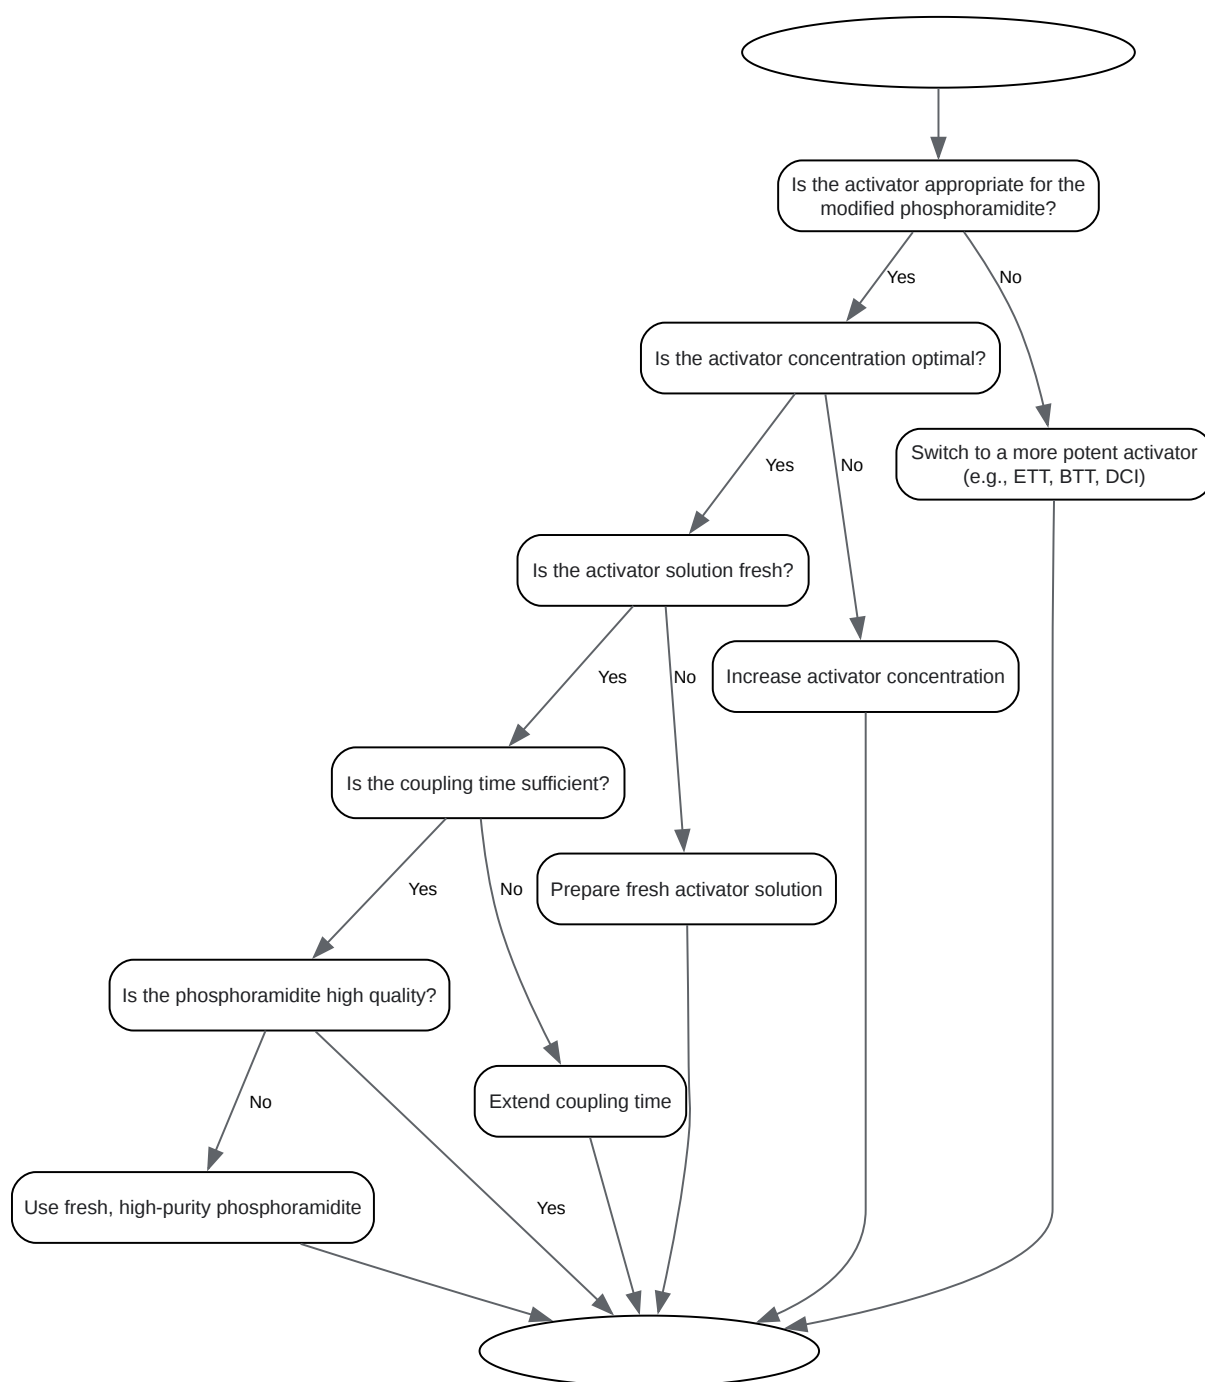 Is the activator appropriate for the
modified phosphoramidite?
Yes
No
Is the activator concentration optimal?
Switch to a more potent activator
(e.g., ETT, BTT, DCI)
Yes
No
Is the activator solution fresh?
Increase activator concentration
Yes
No
Is the coupling time sufficient?
Prepare fresh activator solution
Yes
No
Is the phosphoramidite high quality?
Extend coupling time
No
Yes
Use fresh, high-purity phosphoramidite